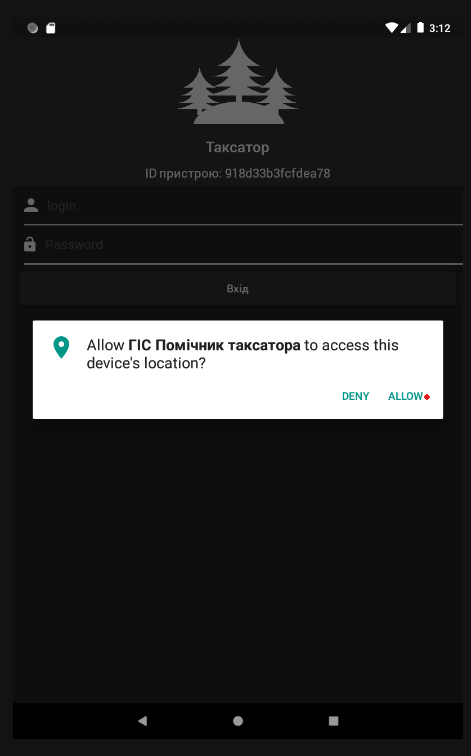 3:12
Таксатор
ID пристрою: 918d33b3fcfdea78
login
Password
Вхід
Allow ГІС Помічник таксатора to access this
device's location?
DENY ALLOW